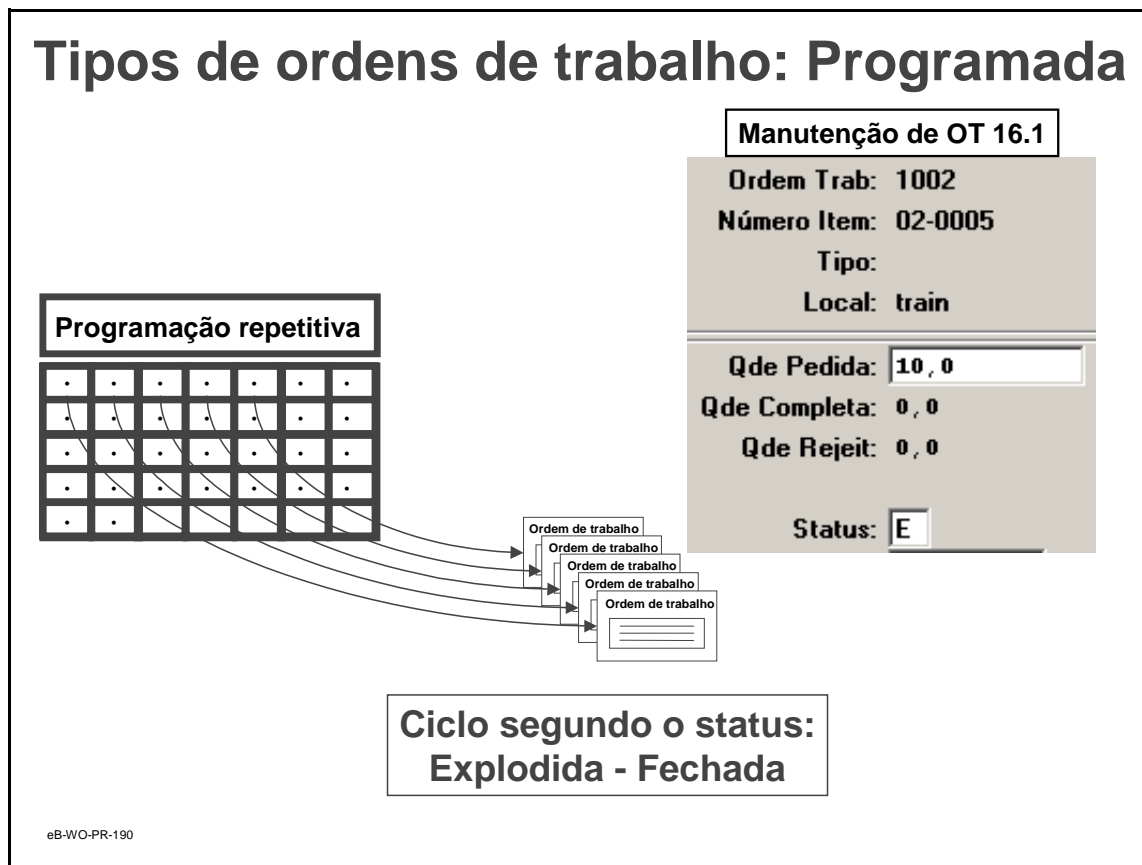 Tipos de ordens de trabalho: Programada
Manutenção de OT 16.1
Ordem Trab: 1002
Número Item: 02-0005
Tipo:
Local: train
Qde Pedida: 10,0
Qde Completa: 0,0
Qde Rejeit: 0,0
Status: E
Programação repetitiva
Ordem de trabalho
Ordem de trabalho
Ordem de trabalho
Ordem de trabalho
Ordem de trabalho
Ciclo segundo o status:
Explodida - Fechada
eB-WO-PR-190